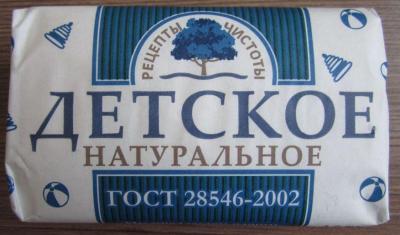 РЕЦЕПТЫ ЧИСТОТЫ
ДЕТСКОЕ
НАТУРАЛЬНОЕ
ГОСТ 28546-2002